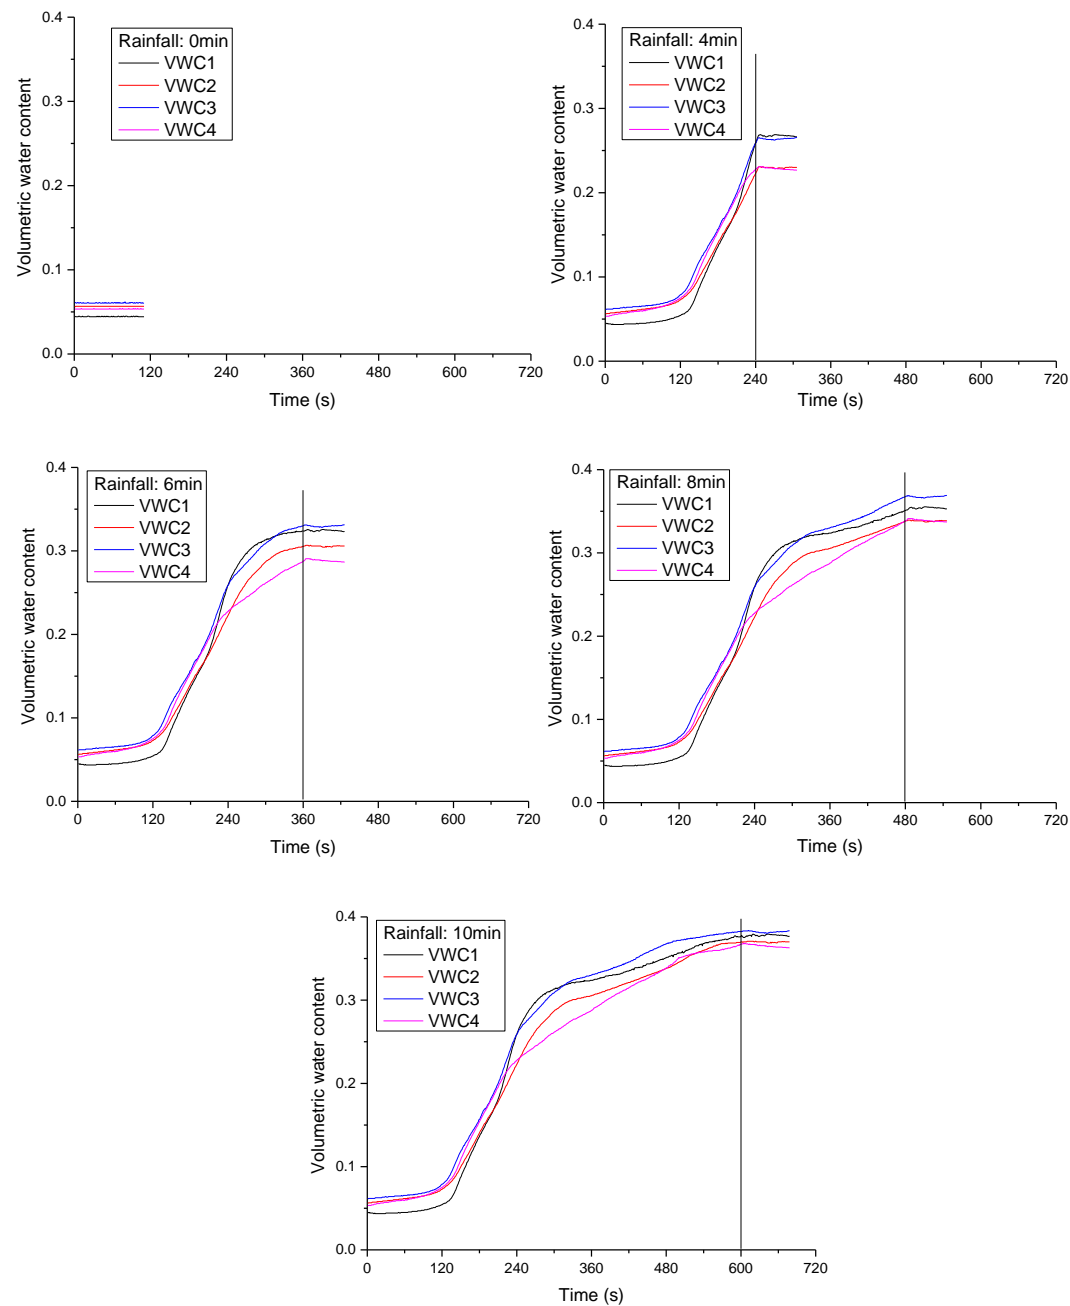 Rainfall: 0min
VWC1
VWC2
VWC3
VWC4
Volumetric water content
0.4
0.3
0.2
0.1
0.0
0 120 240 360 480 600 720
Time (s)
Rainfall: 4min
VWC1
VWC2
VWC3
VWC4
Volumetric water content
0.4
0.3
0.2
0.1
0.0
0 120 240 360 480 600 720
Time (s)
Rainfall: 6min
VWC1
VWC2
VWC3
VWC4
Volumetric water content
0.4
0.3
0.2
0.1
0.0
0 120 240 360 480 600 720
Time (s)
Rainfall: 8min
VWC1
VWC2
VWC3
VWC4
Volumetric water content
0.4
0.3
0.2
0.1
0.0
0 120 240 360 480 600 720
Time (s)
Rainfall: 10min
VWC1
VWC2
VWC3
VWC4
Volumetric water content
0.4
0.3
0.2
0.1
0.0
0 120 240 360 480 600 720
Time (s)